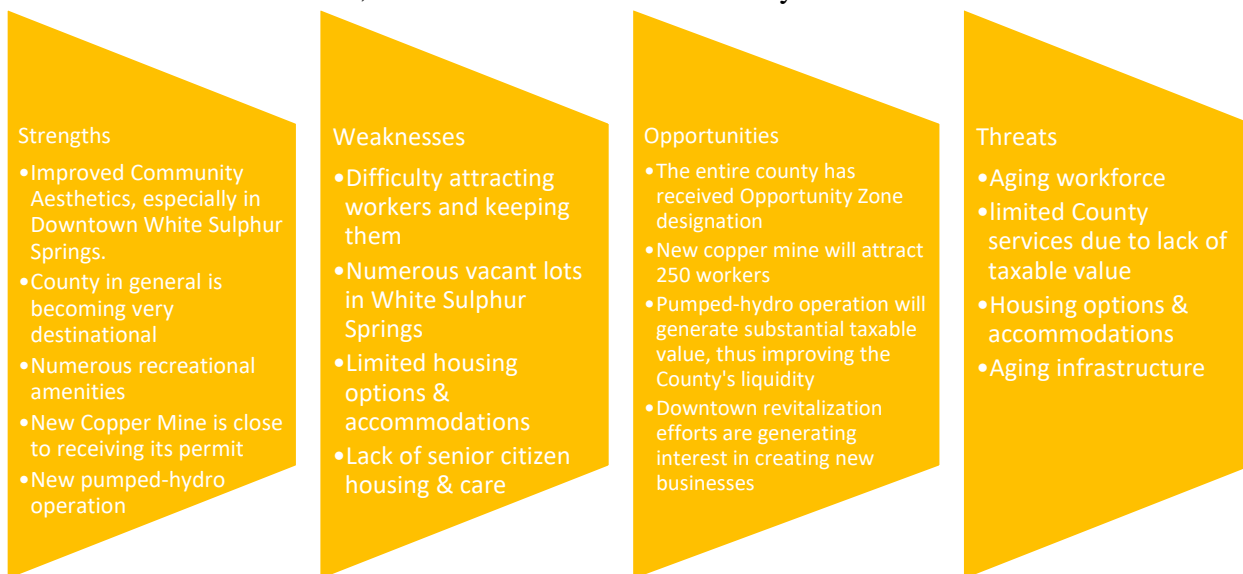 Strengths
•Improved Community
Aesthetics, especially in
Downtown White Sulphur
Springs.
•County in general is
becoming very
destinational
•Numerous recreational
amenities
•New Copper Mine is close
to receiving its permit
•New pumped-hydro
operation
Weaknesses
•Difficulty attracting
workers and keeping
them
•Numerous vacant lots
in White Sulphur
Springs
•Limited housing
options &
accommodations
•Lack of senior citizen
housing & care
Opportunities
•The entire county has
received Opportunity Zone
designation
•New copper mine will attract
250 workers
•Pumped-hydro operation will
generate substantial taxable
value, thus improving the
County's liquidity
•Downtown revitalization
efforts are generating
interest in creating new
businesses
Threats
•Aging workforce
•limited County
services due to lack of
taxable value
•Housing options &
accommodations
•Aging infrastructure